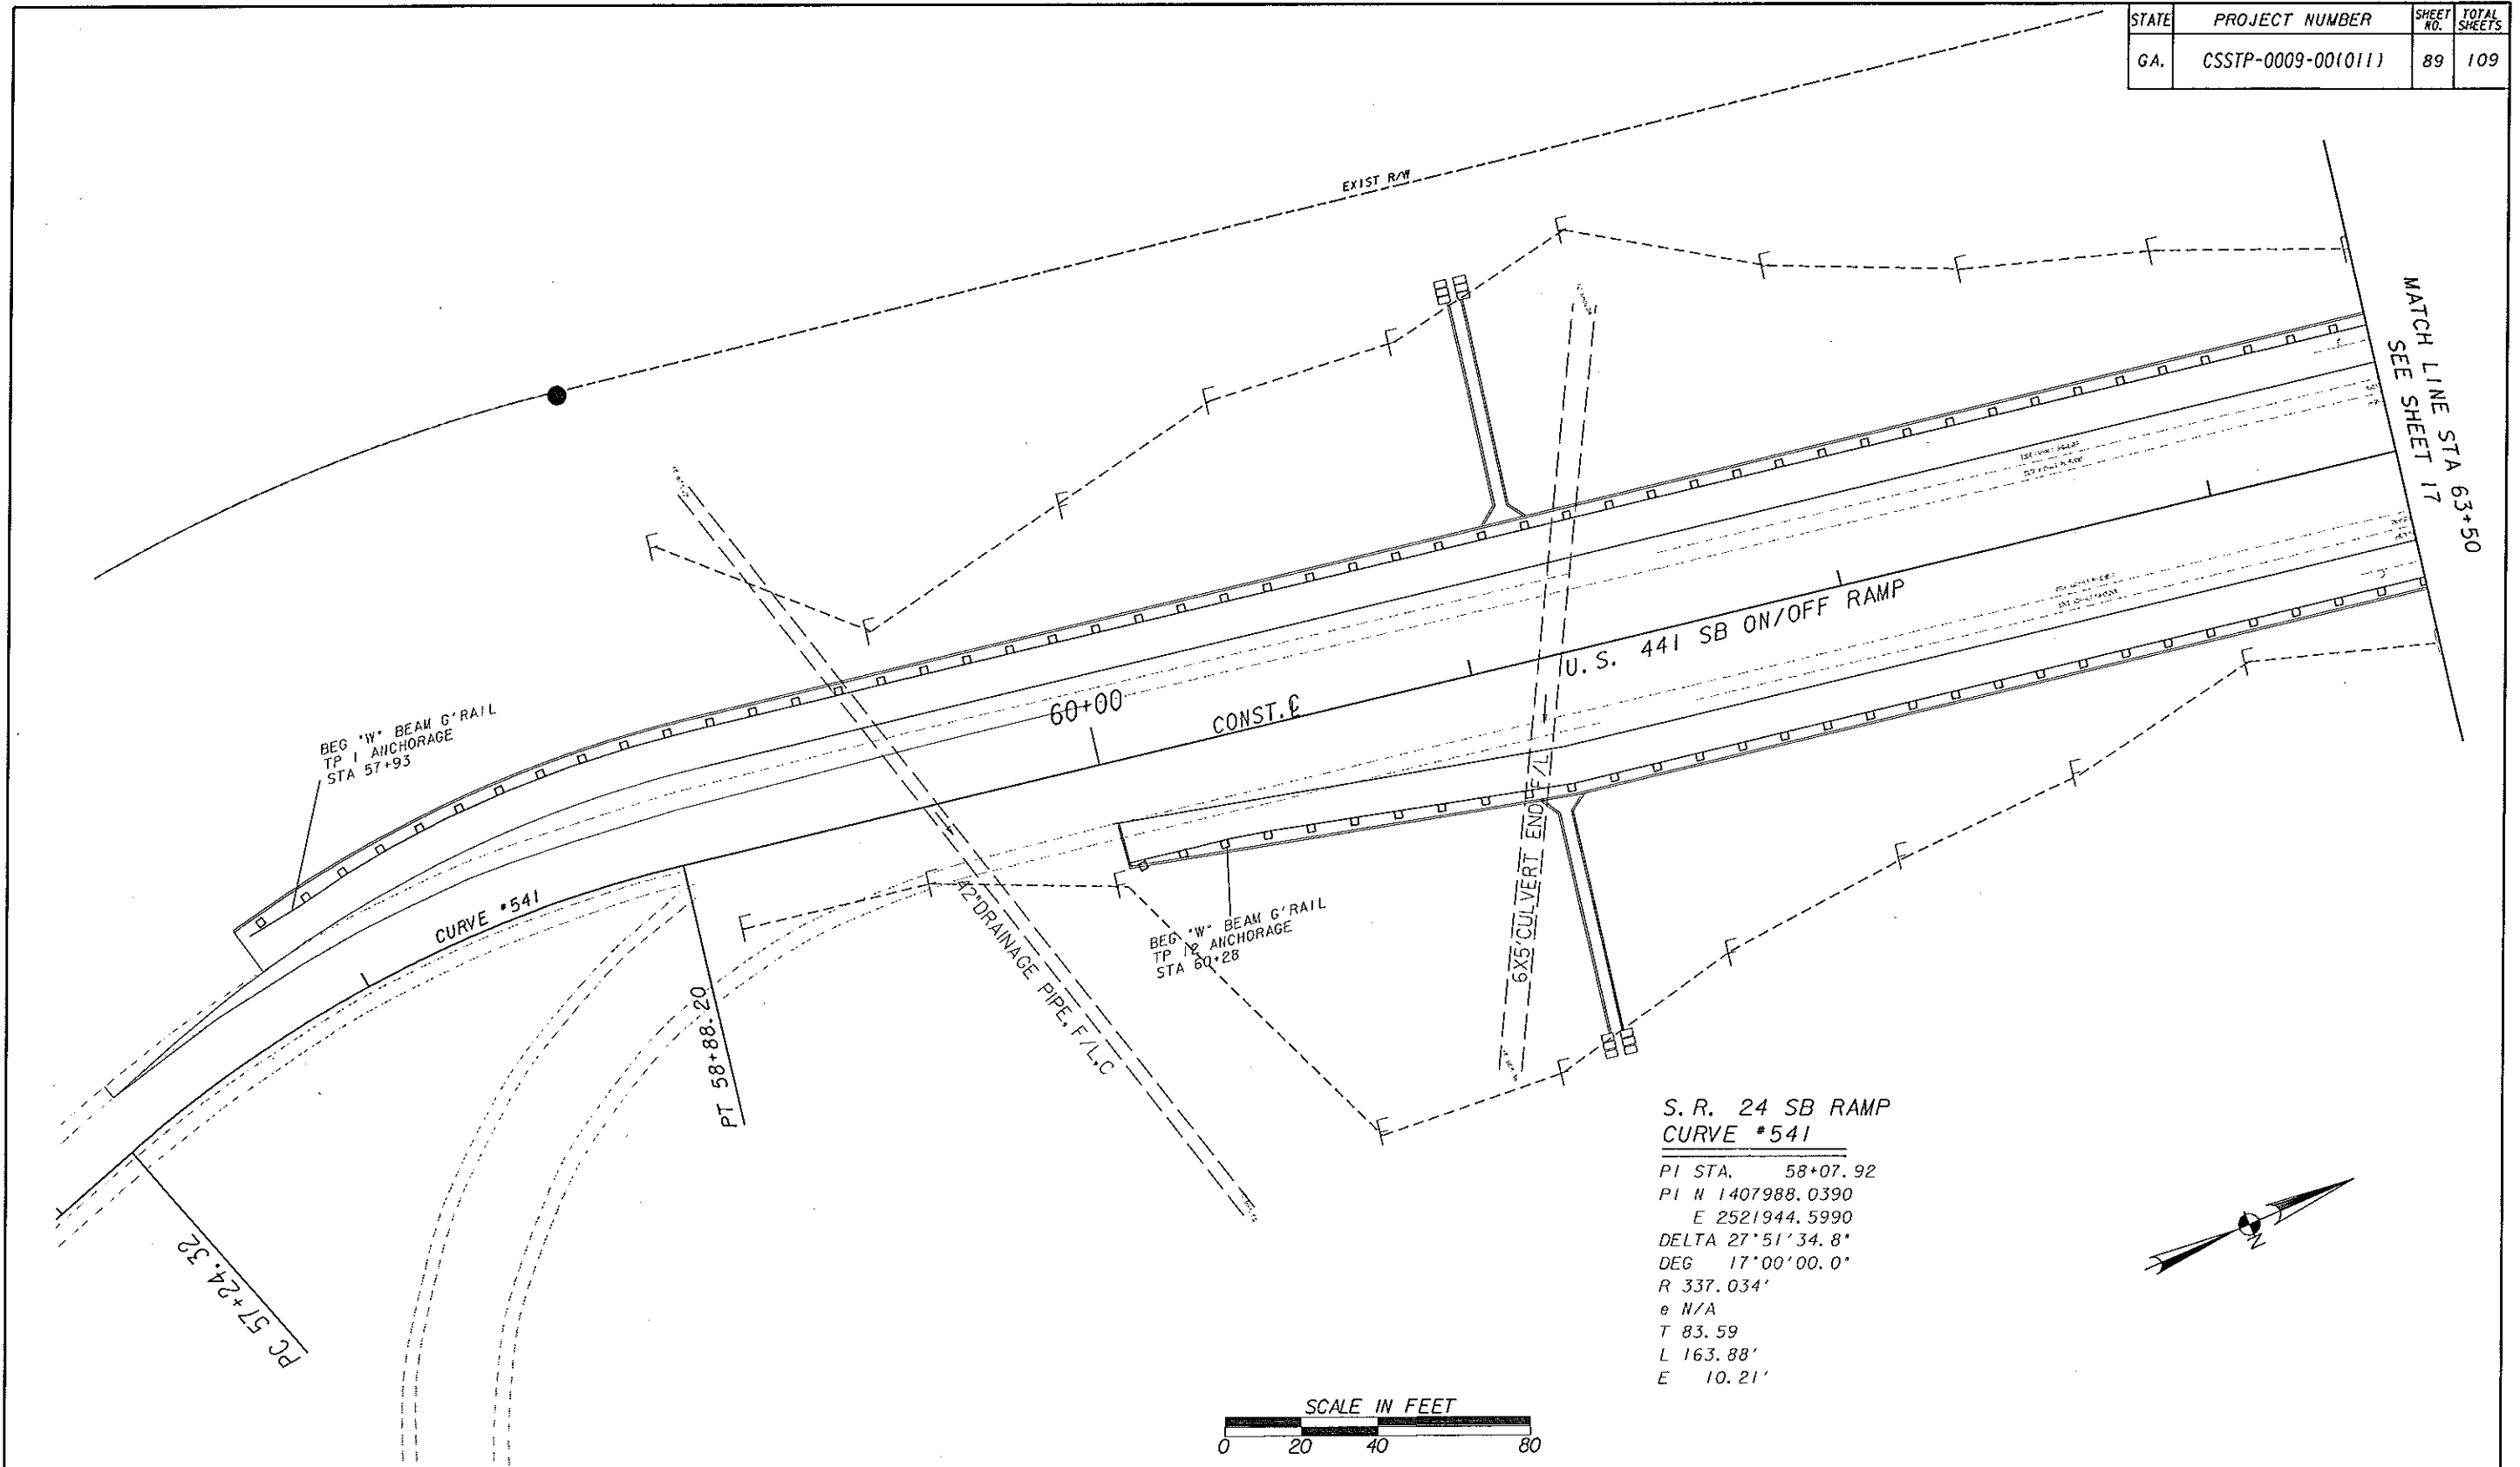 STATE PROJECT NUMBER SHEET NO. TOTAL SHEETS
GA. CSSTP-0009-00(011) 89 109
EXIST R/W
MATCH LINE STA 63+50
SEE SHEET 17
U.S. 441 SB ON/OFF RAMP
60+00
CONST. ℄
BEG "W" BEAM G'RAIL
TP 1 ANCHORAGE
STA 57+93
CURVE #541
42" DRAINAGE PIPE, F/L,C
6X5'CULVERT END F/L
BEG "W" BEAM G'RAIL
TP 12 ANCHORAGE
STA 60+28
PT 58+88.20
PC 57+24.32
S.R. 24 SB RAMP
CURVE #541
PI STA. 58+07.92
PI N 1407988.0390
E 2521944.5990
DELTA 27°51'34.8"
DEG 17°00'00.0"
R 337.034'
e N/A
T 83.59
L 163.88'
E 10.21'
N
SCALE IN FEET
0 20 40 80